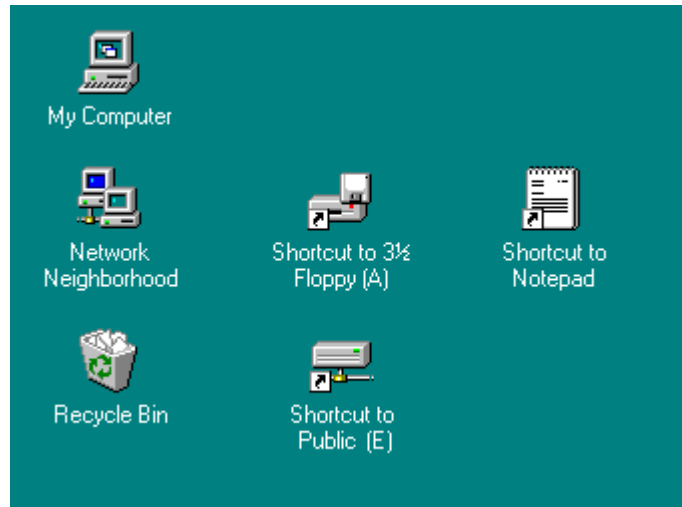 My Computer
Network
Neighborhood
Shortcut to 3½
Floppy (A)
Shortcut to
Notepad
Recycle Bin
Shortcut to
Public (E)